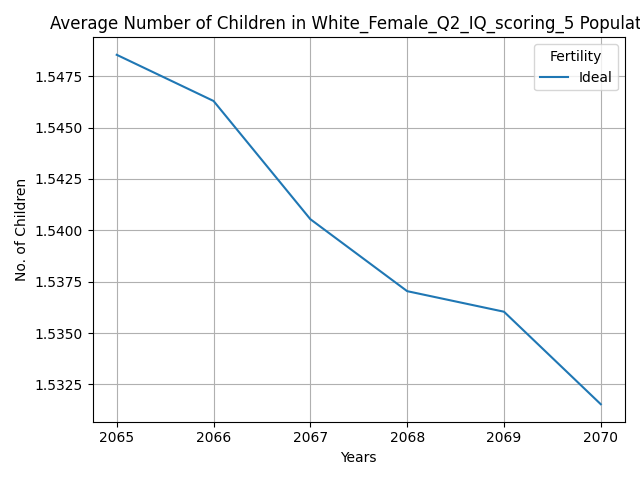 Average Number of Children in White_Female_Q2_IQ_scoring_5 Populat
Fertility
Ideal
1.5475
1.5450
1.5425
1.5400
1.5375
1.5350
1.5325
No. of Children
2065 2066 2067 2068 2069 2070
Years